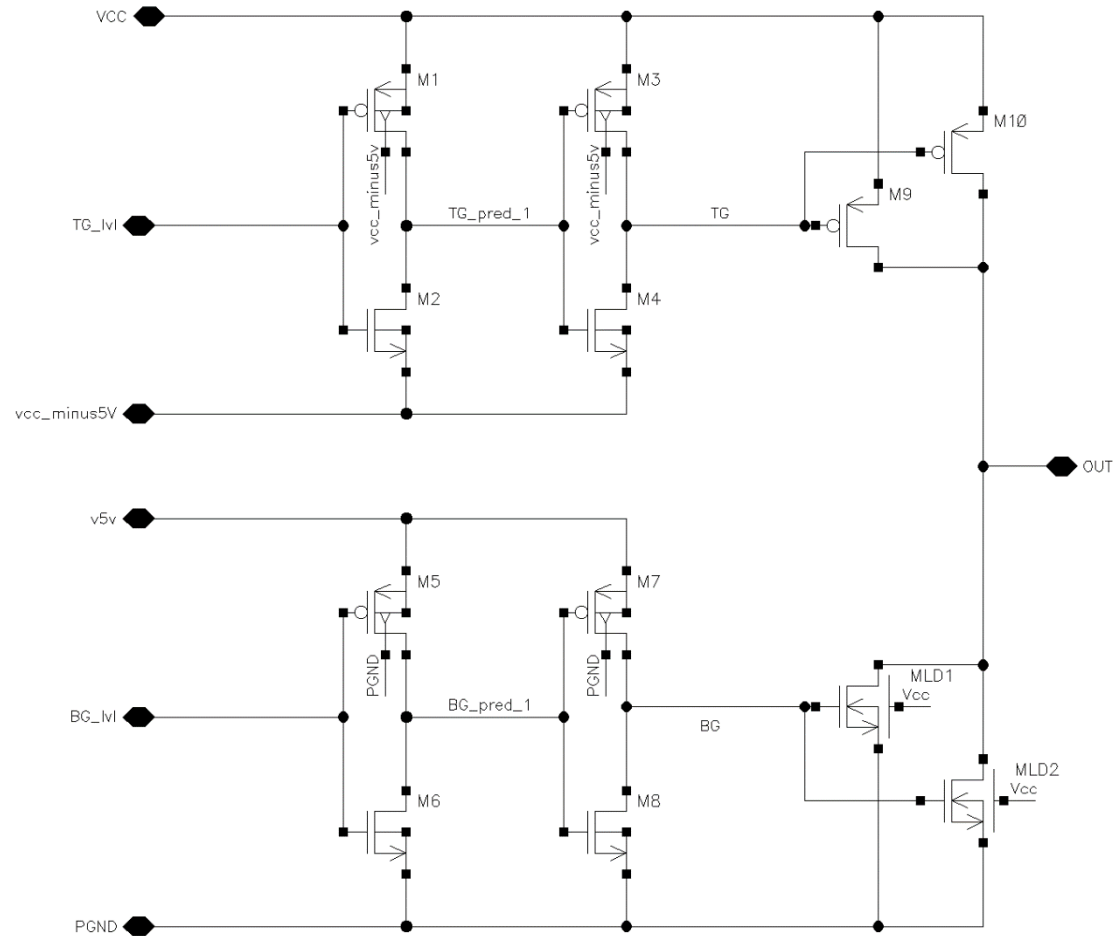 VCC
M1
M3
M10
vcc_minus5v
vcc_minus5v
M9
TG_lvl
TG_pred_1
TG
M2
M4
vcc_minus5V
OUT
v5v
M5
M7
PGND
PGND
MLD1
Vcc
BG_lvl
BG_pred_1
BG
MLD2
Vcc
M6
M8
PGND